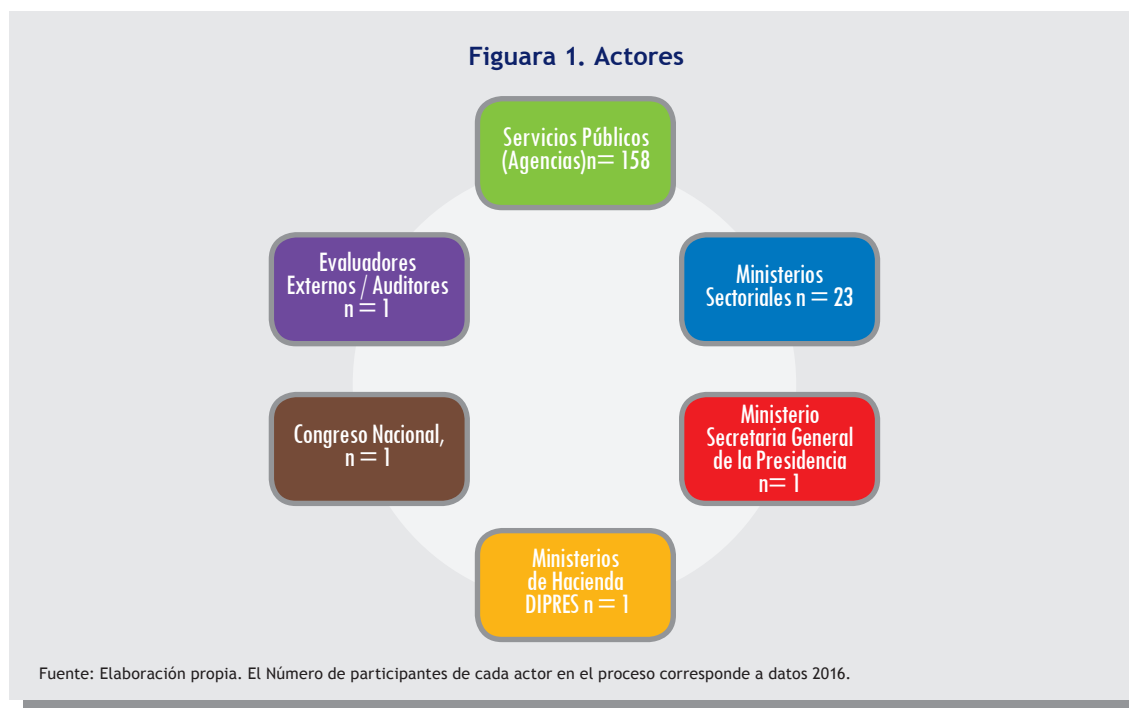 Figuara 1. Actores
Servicios Públicos
(Agencias)n= 158
Evaluadores
Externos / Auditores
n = 1
Ministerios
Sectoriales n = 23
Congreso Nacional,
n = 1
Ministerio
Secretaria General
de la Presidencia
n= 1
Ministerios
de Hacienda
DIPRES n = 1
Fuente: Elaboración propia. El Número de participantes de cada actor en el proceso corresponde a datos 2016.